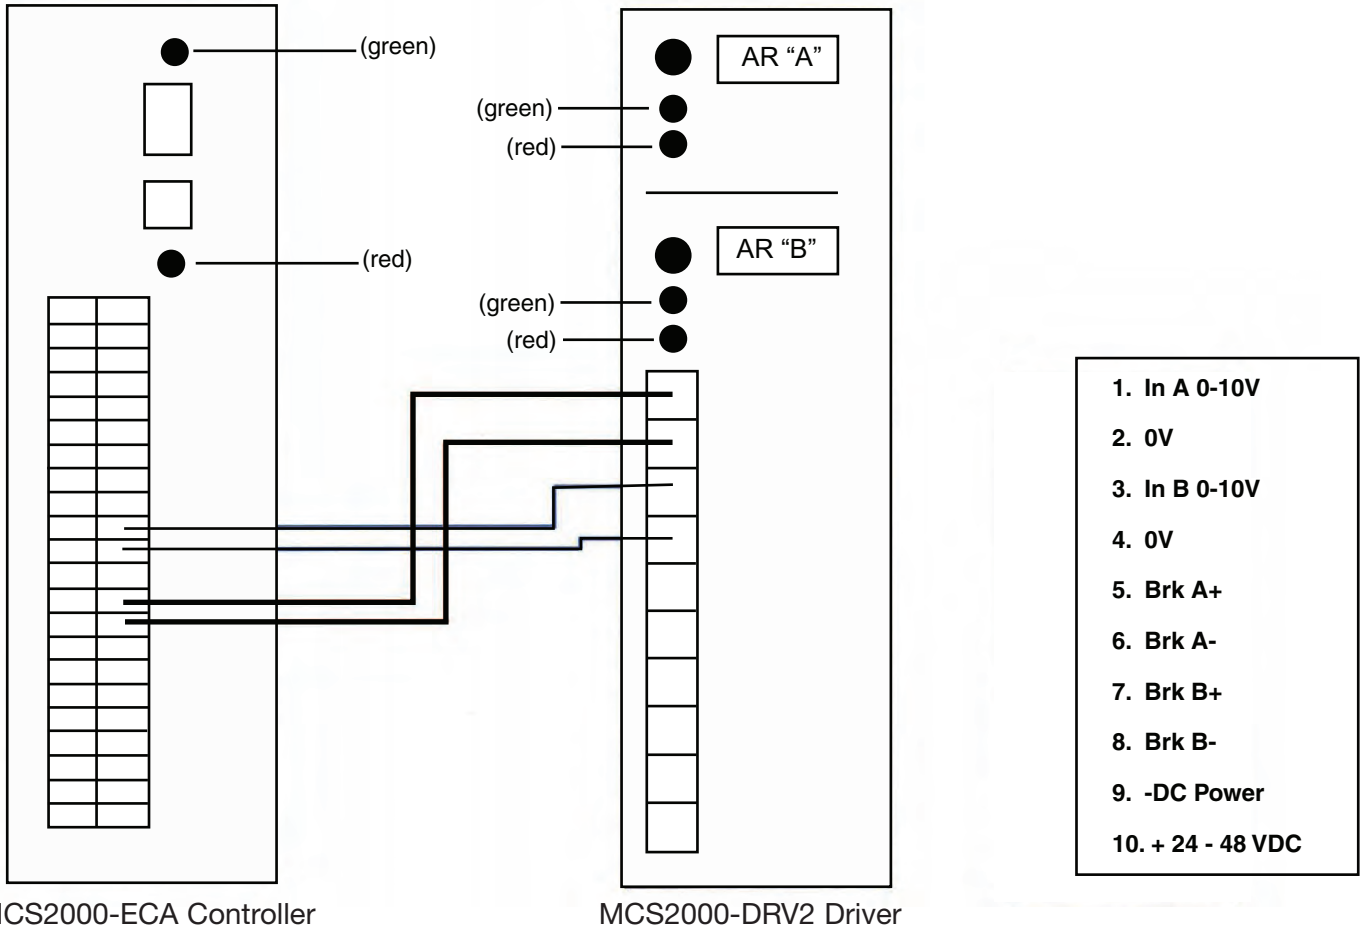 (green)
(red)
AR “A”
(green)
(red)
AR “B”
(green)
(red)
1. In A 0-10V
2. 0V
3. In B 0-10V
4. 0V
5. Brk A+
6. Brk A-
7. Brk B+
8. Brk B-
9. -DC Power
10. + 24 - 48 VDC
MCS2000-ECA Controller
MCS2000-DRV2 Driver